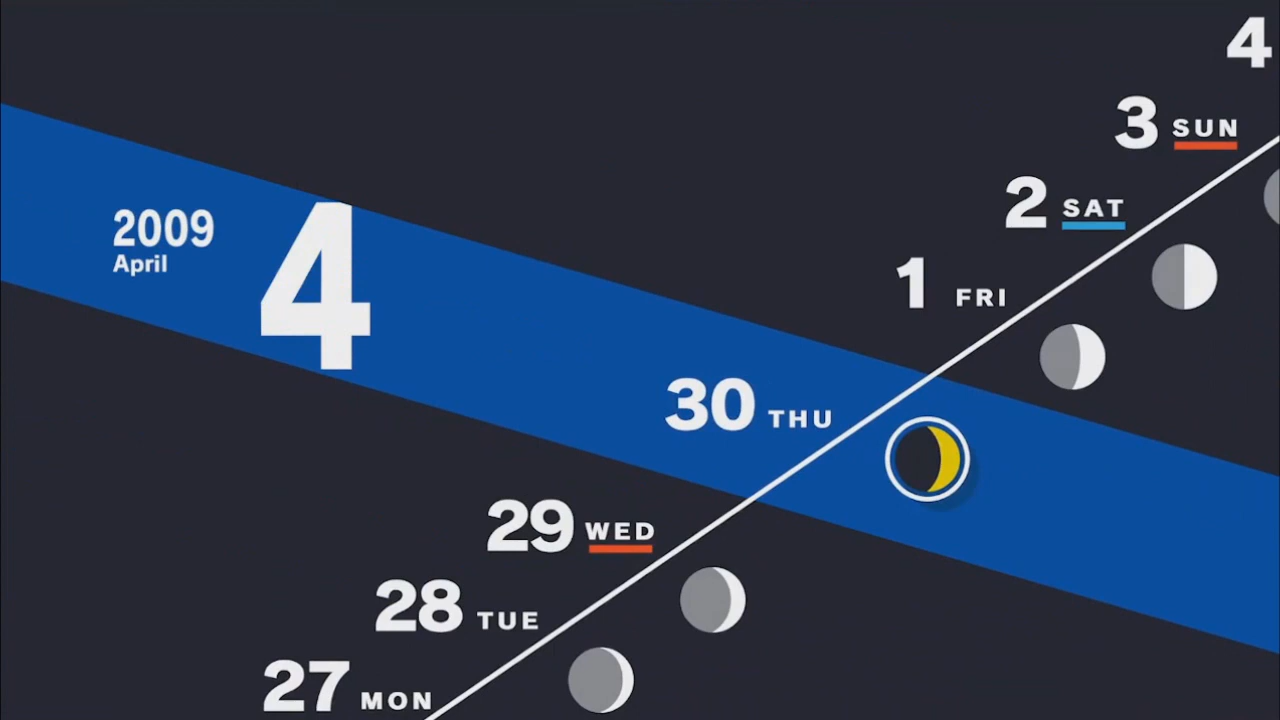 4
3 SUN
2 SAT
1 FRI
2009
April
4
30 THU
29 WED
28 TUE
27 MON